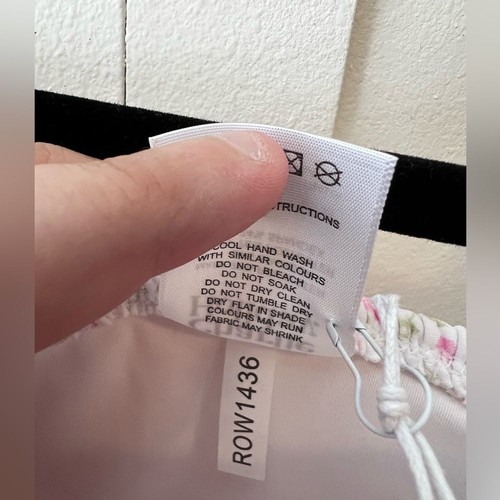 STRUCTIONS
COOL HAND WASH
WITH SIMILAR COLOURS
DO NOT BLEACH
DO NOT SOAK
DO NOT DRY CLEAN
DO NOT TUMBLE DRY
DRY FLAT IN SHADE
COLOURS MAY RUN
FABRIC MAY SHRINK
ROW1436